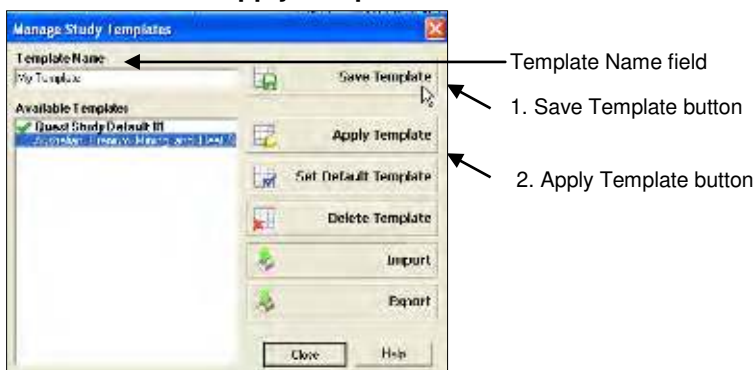 Manage Study Templates
Template Name
My Template
Template Name field
Save Template
1. Save Template button
Available Templates
Quest Study Default III
Apply Template
2. Apply Template button
Set Default Template
Delete Template
Import
Export
Close
Help